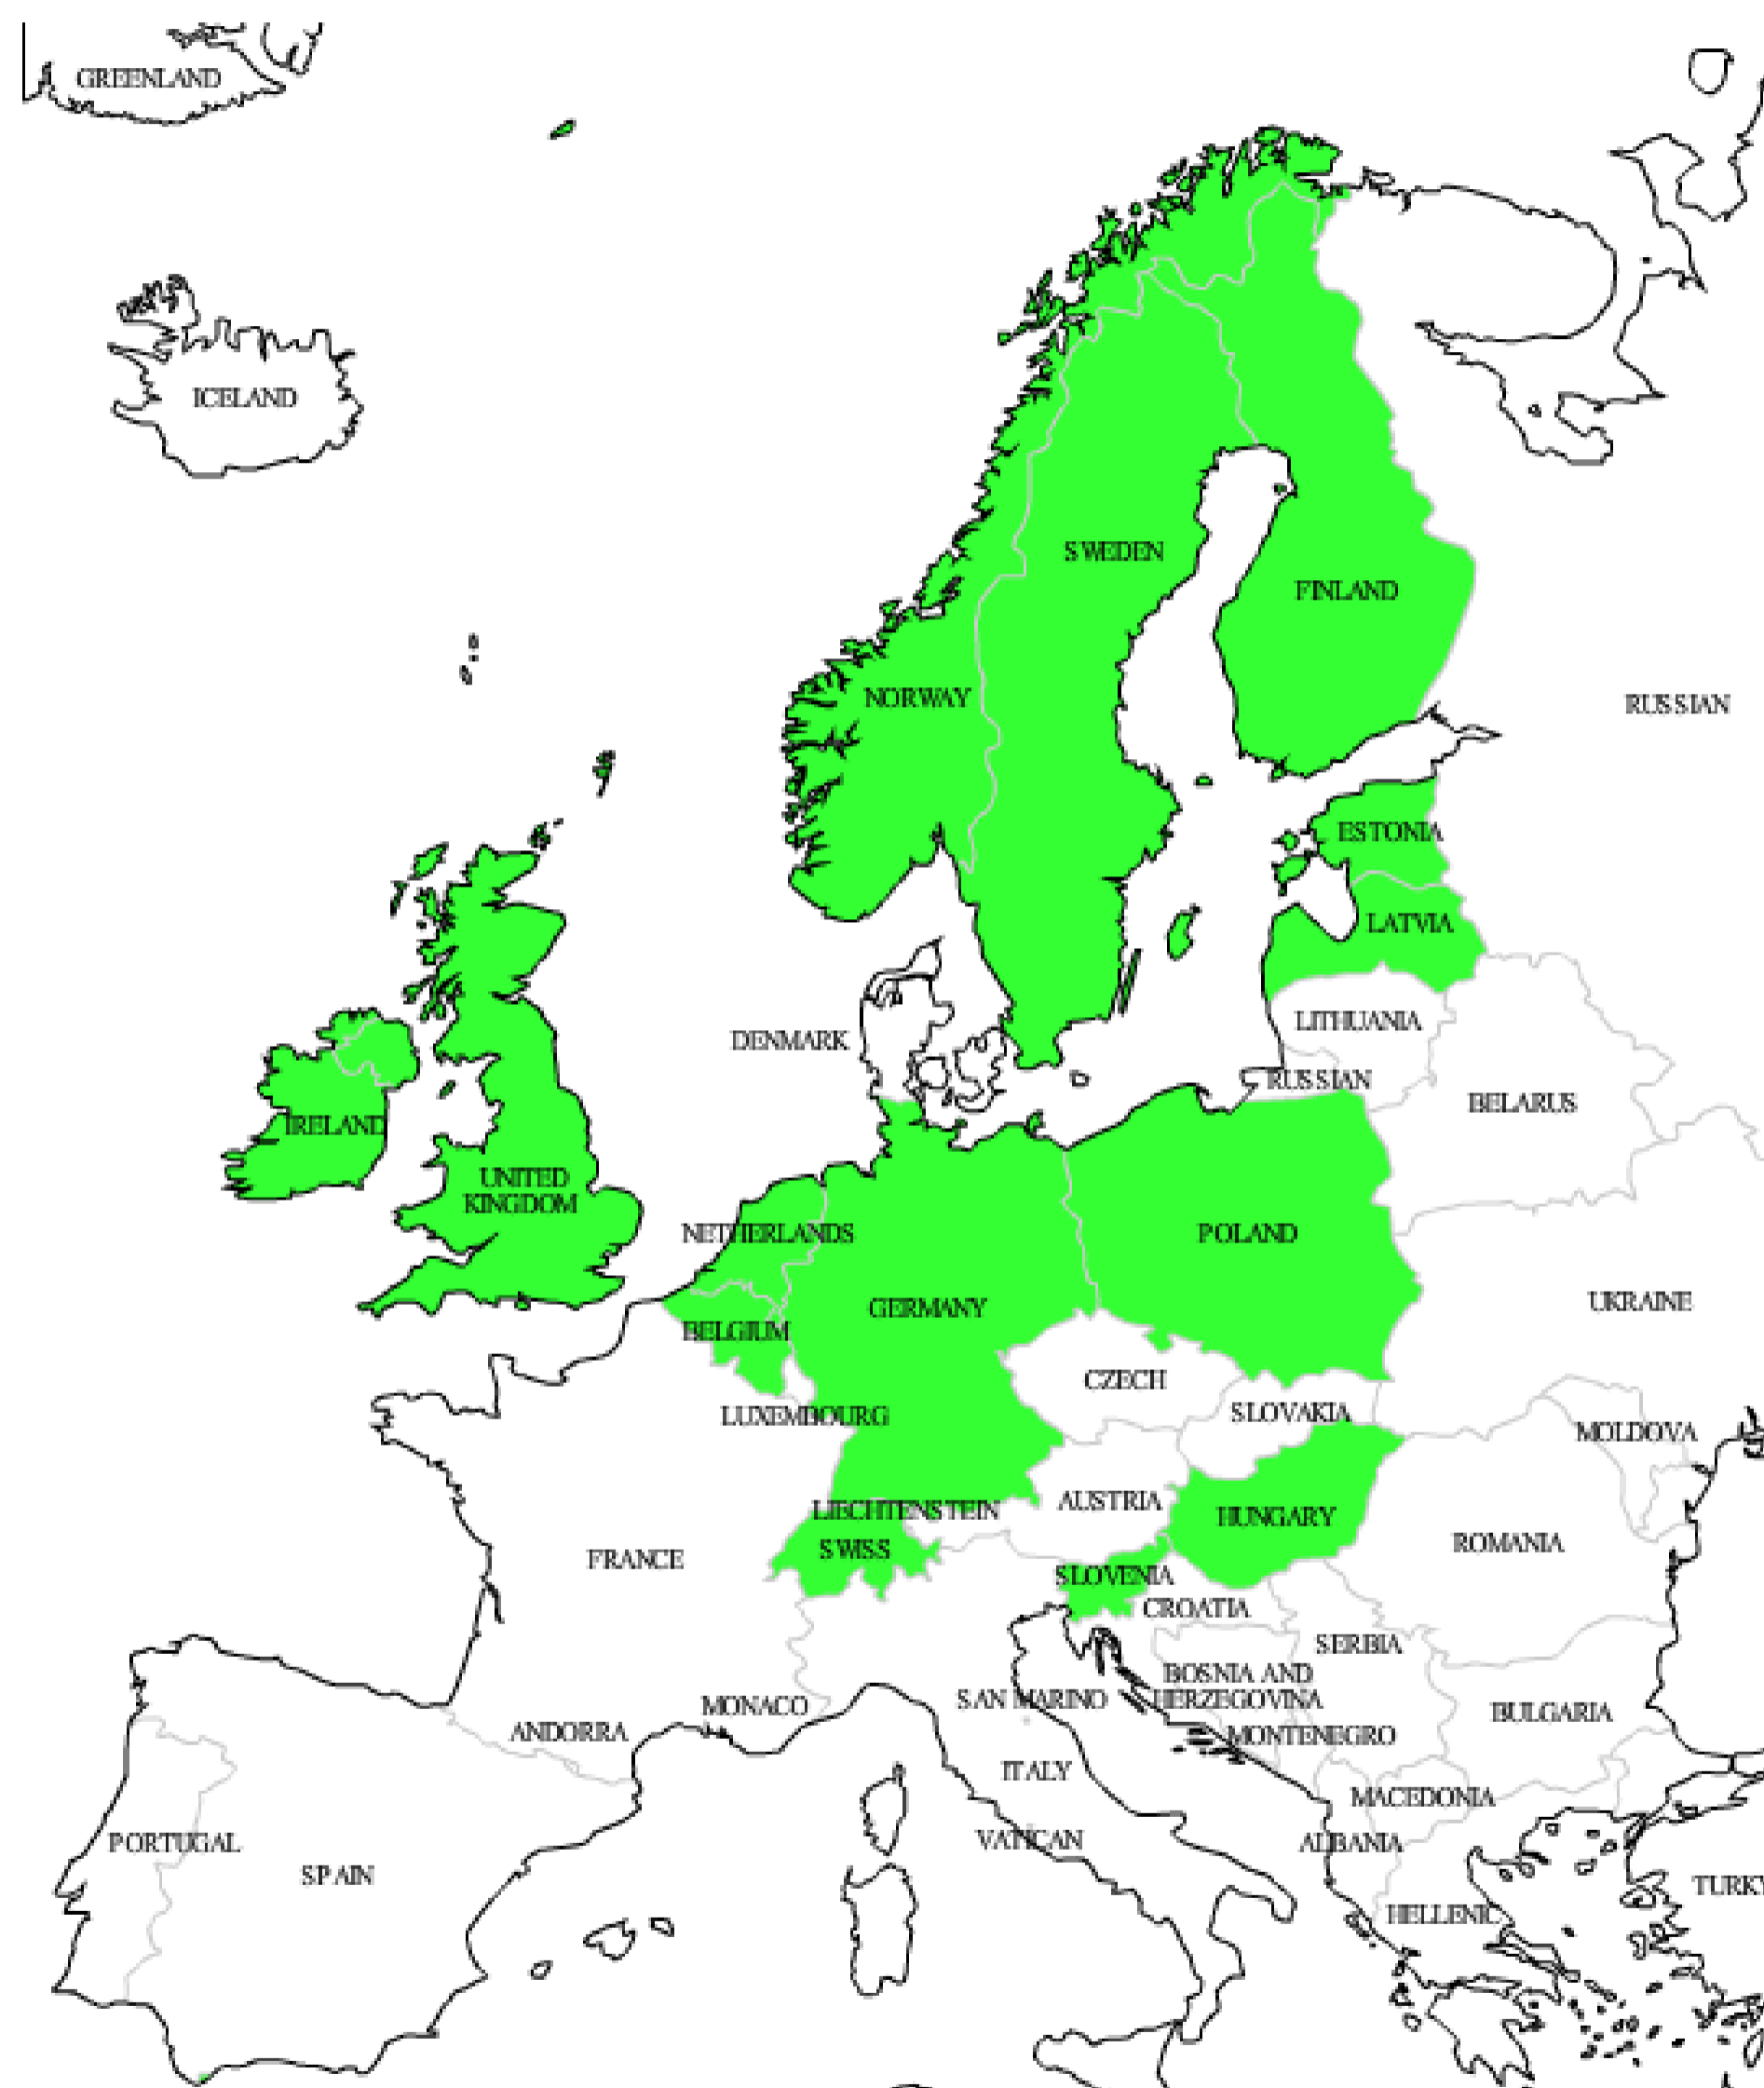 GREENLAND
ICELAND
SWEDEN
FINLAND
NORWAY
RUSSIAN
ESTONIA
LATVIA
LITHUANIA
DENMARK
RUSSIAN
BELARUS
IRELAND
UNITED
KINGDOM
NETHERLANDS
POLAND
GERMANY
UKRAINE
BELGIUM
CZECH
LUXEMBOURG
SLOVAKIA
MOLDOVA
LIECHTENSTEIN
AUSTRIA
HUNGARY
ROMANIA
FRANCE
SWISS
SLOVENIA
CROATIA
SERBIA
BOSNIA AND
HERZEGOVINA
MONACO
SAN MARINO
BULGARIA
ANDORRA
MONTENEGRO
ITALY
MACEDONIA
PORTUGAL
VATICAN
ALBANIA
SPAIN
TURKY
HELLENIC